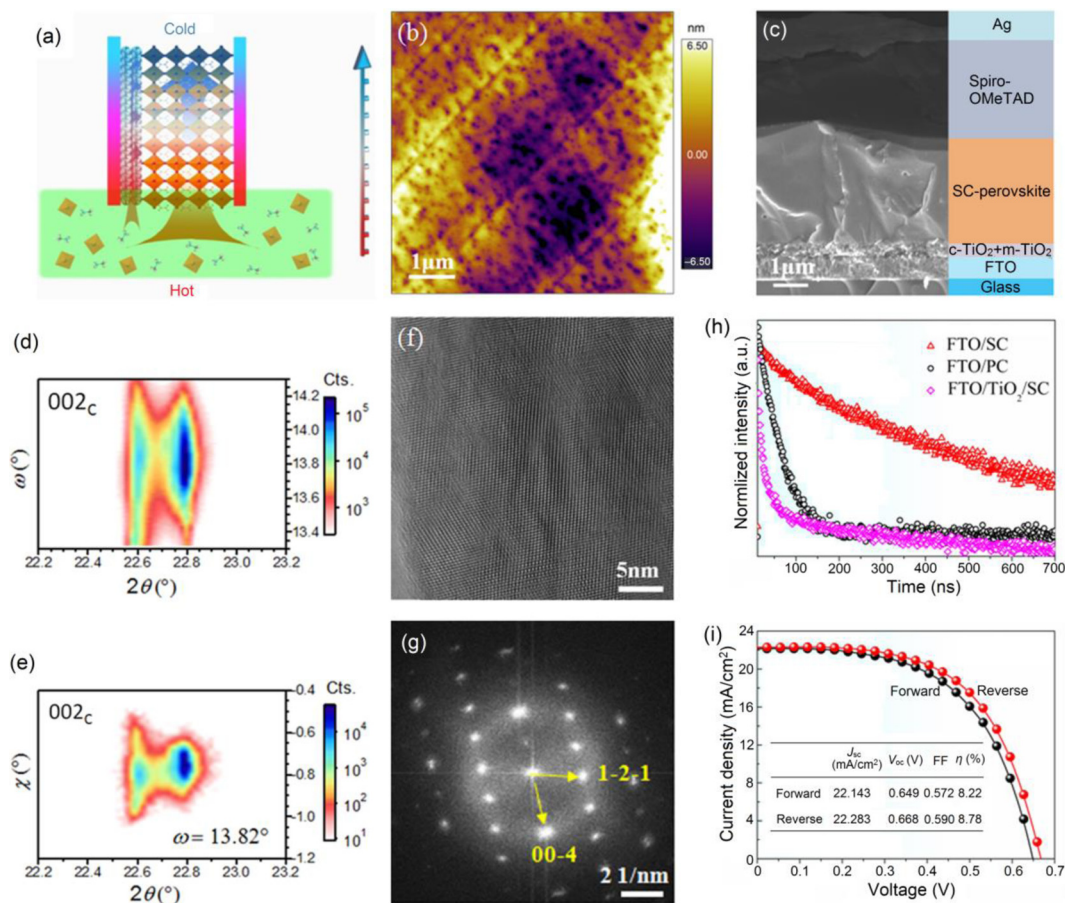 (a)
Cold
Hot
(b)
nm
6.50
0.00
-6.50
1μm
(c)
Ag
Spiro-
OMeTAD
SC-perovskite
c-TiO2+m-TiO2
FTO
Glass
1μm
(d)
002C
Cts.
10^5
10^4
10^3
14.2
14.0
13.8
13.6
13.4
ω(°)
22.2 22.4 22.6 22.8 23.0 23.2
2θ(°)
(e)
002C
Cts.
10^4
10^3
10^2
10^1
-0.4
-0.6
-0.8
-1.0
-1.2
χ(°)
ω = 13.82°
22.2 22.4 22.6 22.8 23.0 23.2
2θ(°)
(f)
5nm
(g)
1-2-1
00-4
2 1/nm
(h)
FTO/SC
FTO/PC
FTO/TiO2/SC
Normlized intensity (a.u.)
100 200 300 400 500 600 700
Time (ns)
(i)
24
20
16
12
8
4
0
Current density (mA/cm2)
Forward Reverse
Jsc (mA/cm2) Voc (V) FF η (%)
Forward 22.143 0.649 0.572 8.22
Reverse 22.283 0.668 0.590 8.78
0 0.1 0.2 0.3 0.4 0.5 0.6 0.7
Voltage (V)